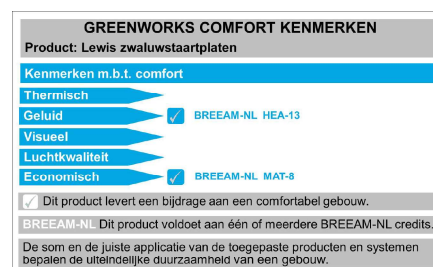 GREENWORKS COMFORT KENMERKEN
Product: Lewis zwaluwstaartplaten
Kenmerken m.b.t. comfort
Thermisch
Geluid BREEAM-NL HEA-13
Visueel
Luchtkwaliteit
Economisch BREEAM-NL MAT-8
Dit product levert een bijdrage aan een comfortabel gebouw.
BREEAM-NL Dit product voldoet aan één of meerdere BREEAM-NL credits.
De som en de juiste applicatie van de toegepaste producten en systemen
bepalen de uiteindelijke duurzaamheid van een gebouw.